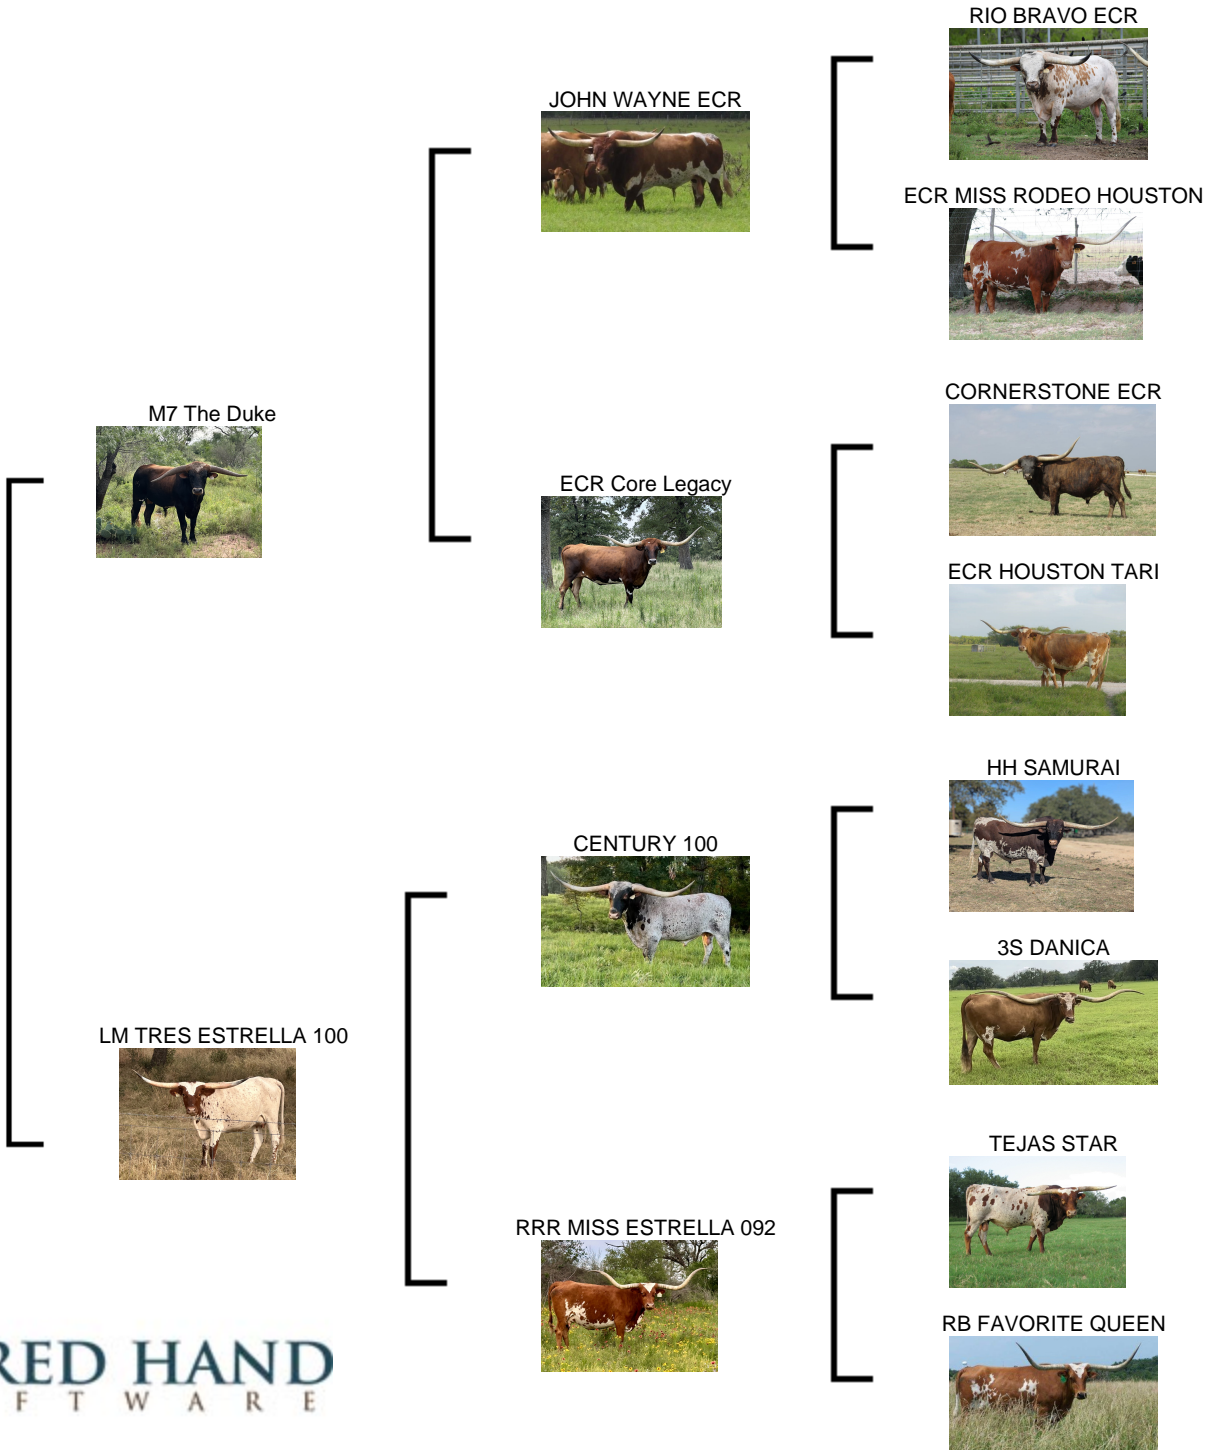 RIO BRAVO ECR
JOHN WAYNE ECR
ECR MISS RODEO HOUSTON
M7 The Duke
CORNERSTONE ECR
ECR Core Legacy
ECR HOUSTON TARI
HH SAMURAI
CENTURY 100
3S DANICA
LM TRES ESTRELLA 100
TEJAS STAR
RRR MISS ESTRELLA 092
RB FAVORITE QUEEN
RED HAND
F T W A R E